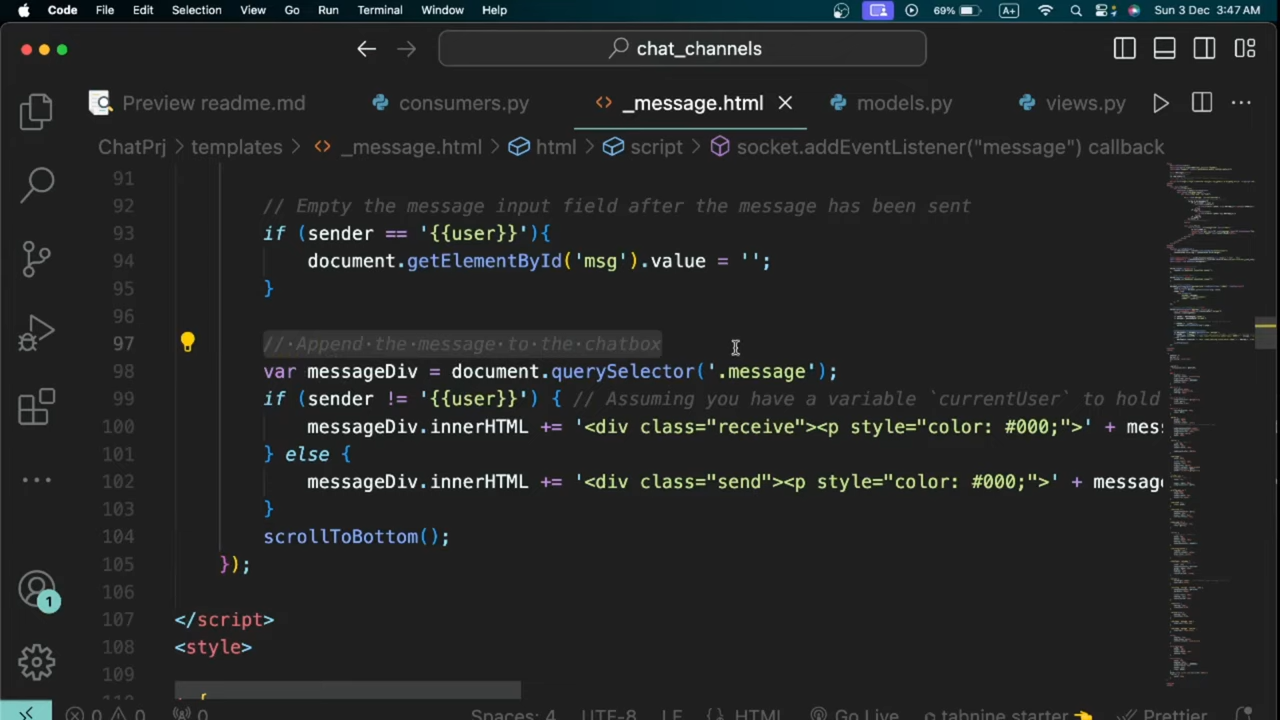 Code File Edit Selection View Go Run Terminal Window Help 69% A+ Sun 3 Dec 3:47 AM
chat_channels
Preview readme.md consumers.py _message.html models.py views.py
ChatPrj > templates > _message.html > html > script > socket.addEventListener("message") callback
91
92 // Empty the message input field after the message has been sent
93 if (sender == '{{user}}'){
94 document.getElementById('msg').value = '';
95 }
96
97 //·Append·the·message·to·the·chatbox
98 var messageDiv = document.querySelector('.message');
99 if (sender != '{{user}}') { // Assuming you have a variable `currentUser` to hold
100 messageDiv.innerHTML += '<div class="receive"><p style="color: #000;">' + mess
101 } else {
102 messageDiv.innerHTML += '<div class="send"><p style="color: #000;">' + message
103 }
104 scrollToBottom();
105 });
106
107 </script>
108 <style>
109
1
0 0 0 Spaces: 4 UTF-8 LF {} HTML Go Live tabnine starter Prettier